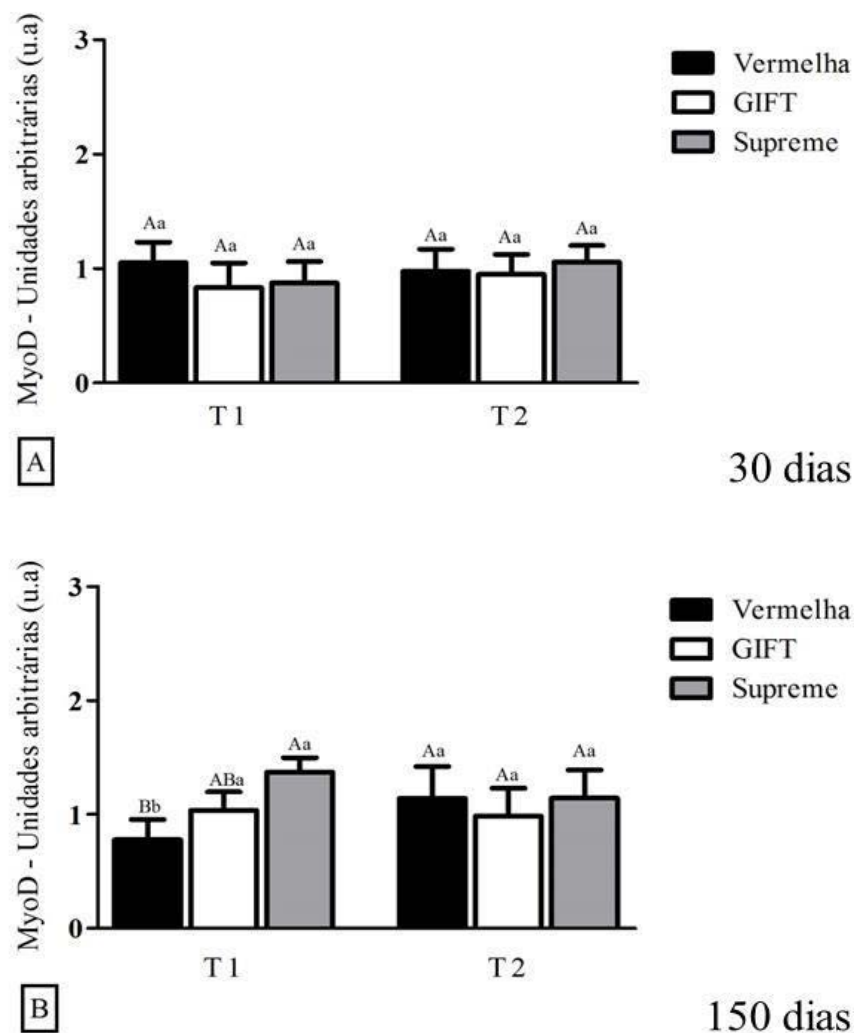 MyoD - Unidades arbitrárias (u.a)
3
2
1
0
Aa
Aa
Aa
Aa
Aa
Aa
T 1
T 2
Vermelha
GIFT
Supreme
A
30 dias
MyoD - Unidades arbitrárias (u.a)
3
2
1
0
Bb
ABa
Aa
Aa
Aa
Aa
T 1
T 2
Vermelha
GIFT
Supreme
B
150 dias